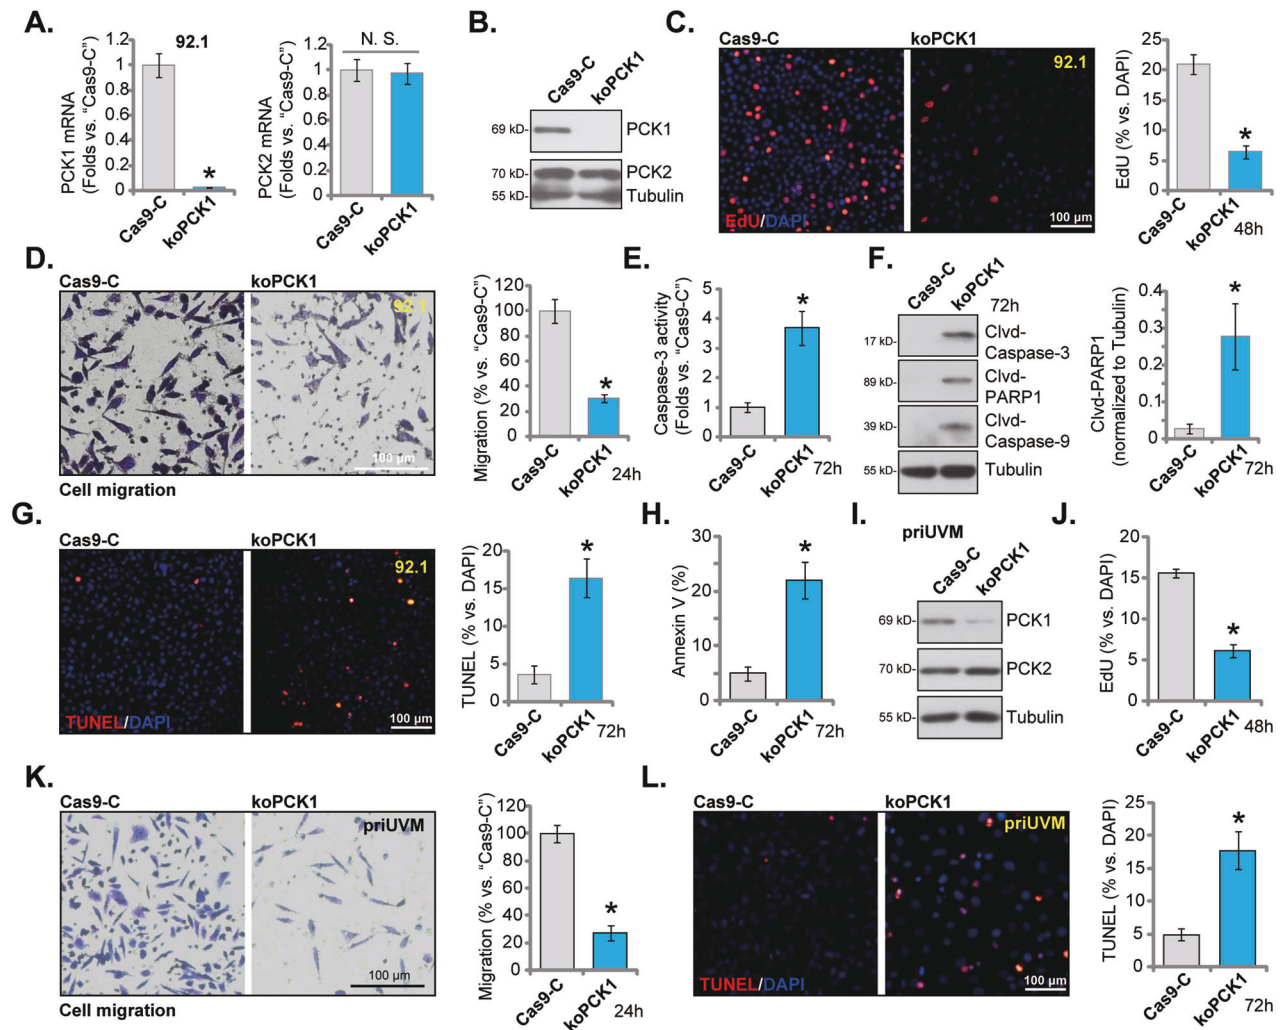 A.
92.1
PCK1 mRNA
(Folds vs. “Cas9-C”)
1.2
1
0.8
0.6
0.4
0.2
0
*
Cas9-C
koPCK1
PCK2 mRNA
(Folds vs. “Cas9-C”)
1.2
1
0.8
0.6
0.4
0.2
0
N. S.
Cas9-C
koPCK1
B.
Cas9-C
koPCK1
69 kD-
PCK1
70 kD-
PCK2
55 kD-
Tubulin
C.
Cas9-C
koPCK1
92.1
EdU/DAPI
100 µm
EdU (% vs. DAPI)
25
20
15
10
5
0
*
Cas9-C
koPCK1
48h
D.
Cas9-C
koPCK1
92.1
100 µm
Cell migration
Migration (% vs. “Cas9-C”)
120
100
80
60
40
20
0
*
Cas9-C
koPCK1
24h
E.
Caspase-3 activity
(Folds vs. “Cas9-C”)
5
4
3
2
1
0
*
Cas9-C
koPCK1
72h
F.
Cas9-C
koPCK1
72h
17 kD-
Clvd-
Caspase-3
89 kD-
Clvd-
PARP1
39 kD-
Clvd-
Caspase-9
55 kD-
Tubulin
Clvd-PARP1
(normalized to Tubulin)
0.4
0.3
0.2
0.1
0
*
Cas9-C
koPCK1
72h
G.
Cas9-C
koPCK1
92.1
TUNEL/DAPI
100 µm
TUNEL (% vs. DAPI)
20
15
10
5
0
*
Cas9-C
koPCK1
72h
H.
Annexin V (%)
30
20
10
0
*
Cas9-C
koPCK1
72h
I.
priUVM
Cas9-C
koPCK1
69 kD-
PCK1
70 kD-
PCK2
55 kD-
Tubulin
J.
EdU (% vs. DAPI)
20
15
10
5
0
*
Cas9-C
koPCK1
48h
K.
Cas9-C
koPCK1
priUVM
100 µm
Cell migration
Migration (% vs. “Cas9-C”)
120
100
80
60
40
20
0
*
Cas9-C
koPCK1
24h
L.
Cas9-C
koPCK1
priUVM
TUNEL/DAPI
100 µm
TUNEL (% vs. DAPI)
25
20
15
10
5
0
*
Cas9-C
koPCK1
72h